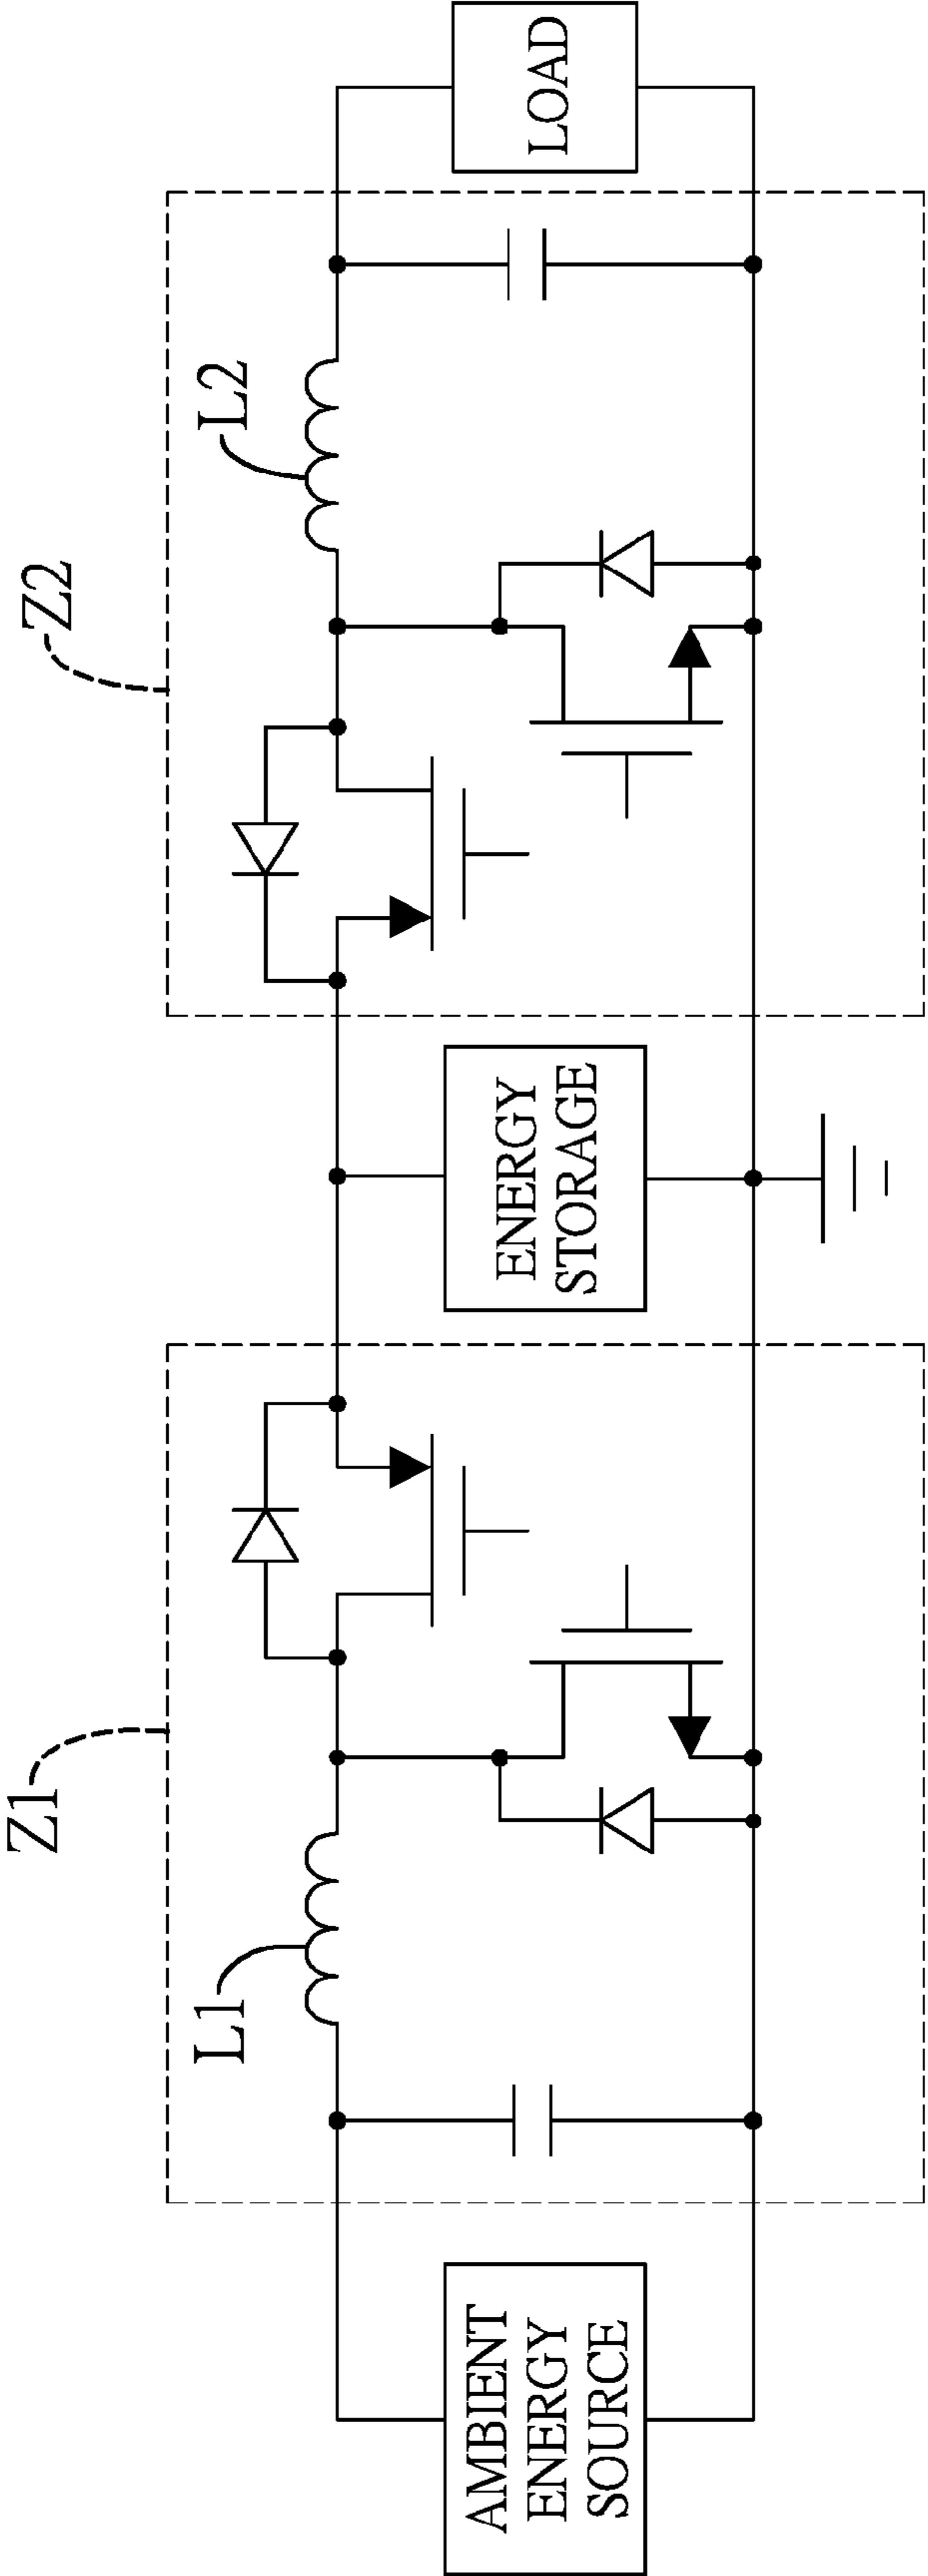 Z1
Z2
L1
L2
AMBIENT
ENERGY
SOURCE
ENERGY
STORAGE
LOAD